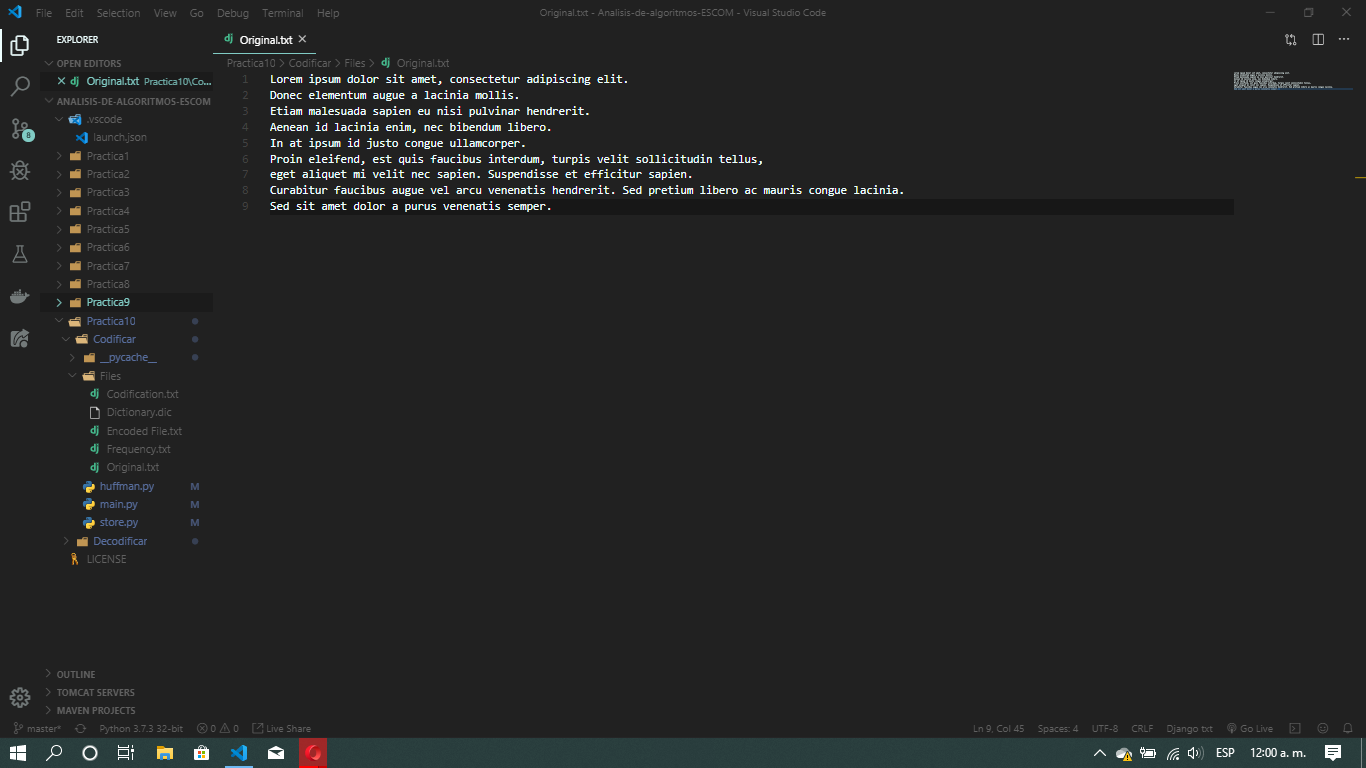 File Edit Selection View Go Debug Terminal Help
Original.txt - Analisis-de-algoritmos-ESCOM - Visual Studio Code
EXPLORER
OPEN EDITORS
Original.txt Practica10\Co...
ANALISIS-DE-ALGORITMOS-ESCOM
.vscode
launch.json
Practica1
Practica2
Practica3
Practica4
Practica5
Practica6
Practica7
Practica8
Practica9
Practica10
Codificar
__pycache__
Files
Codification.txt
Dictionary.dic
Encoded File.txt
Frequency.txt
Original.txt
huffman.py M
main.py M
store.py M
Decodificar
LICENSE
OUTLINE
TOMCAT SERVERS
MAVEN PROJECTS
8
dj Original.txt
Practica10 > Codificar > Files > dj Original.txt
1 Lorem ipsum dolor sit amet, consectetur adipiscing elit.
2 Donec elementum augue a lacinia mollis.
3 Etiam malesuada sapien eu nisi pulvinar hendrerit.
4 Aenean id lacinia enim, nec bibendum libero.
5 In at ipsum id justo congue ullamcorper.
6 Proin eleifend, est quis faucibus interdum, turpis velit sollicitudin tellus,
7 eget aliquet mi velit nec sapien. Suspendisse et efficitur sapien.
8 Curabitur faucibus augue vel arcu venenatis hendrerit. Sed pretium libero ac mauris congue lacinia.
9 Sed sit amet dolor a purus venenatis semper.
master* Python 3.7.3 32-bit 0 0 Live Share Ln 9, Col 45 Spaces: 4 UTF-8 CRLF Django txt Go Live
ESP 12:00 a. m.